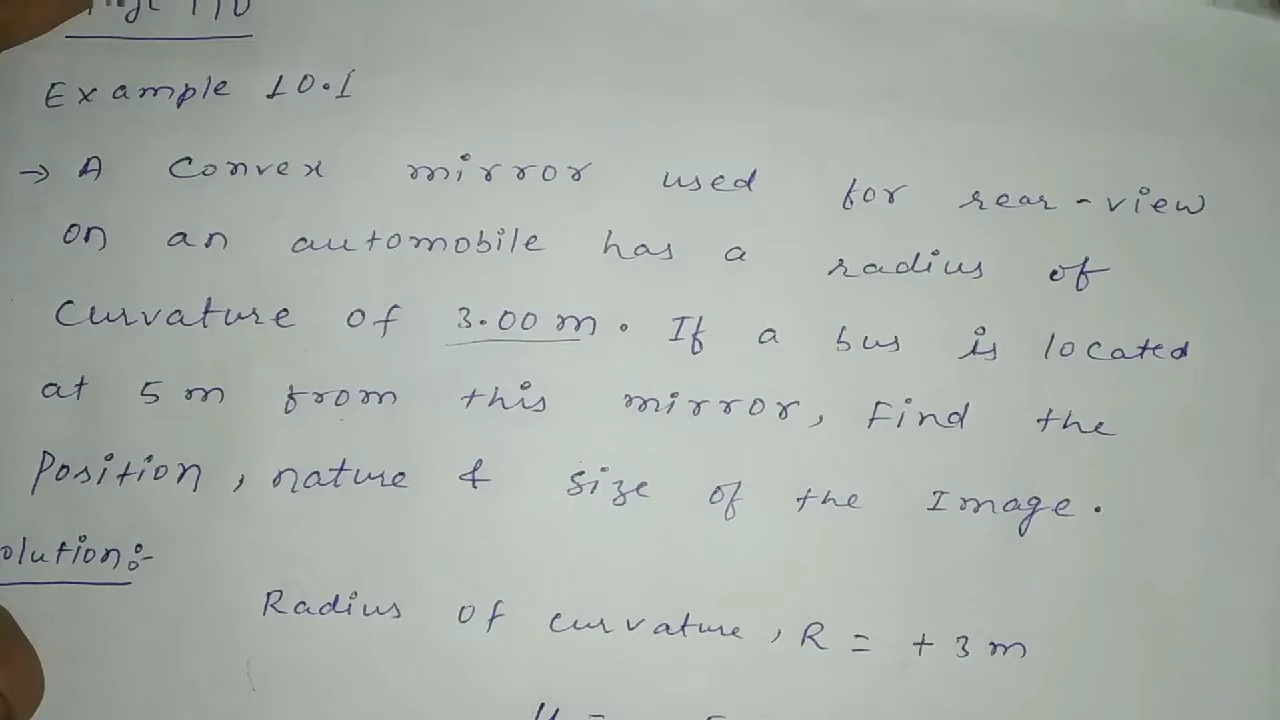 Example 10.1
→ A Convex mirror used for rear-view
on an automobile has a radius of
Curvature of 3.00 m. If a bus is located
at 5 m from this mirror, Find the
Position, nature & size of the Image.
olution:-
Radius of curvature, R = + 3 m